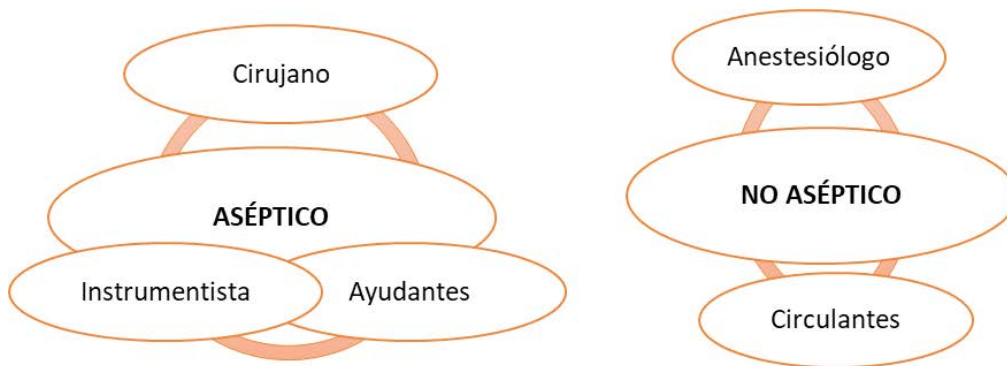 Cirujano
ASÉPTICO
Instrumentista
Ayudantes
Anestesiólogo
NO ASÉPTICO
Circulantes